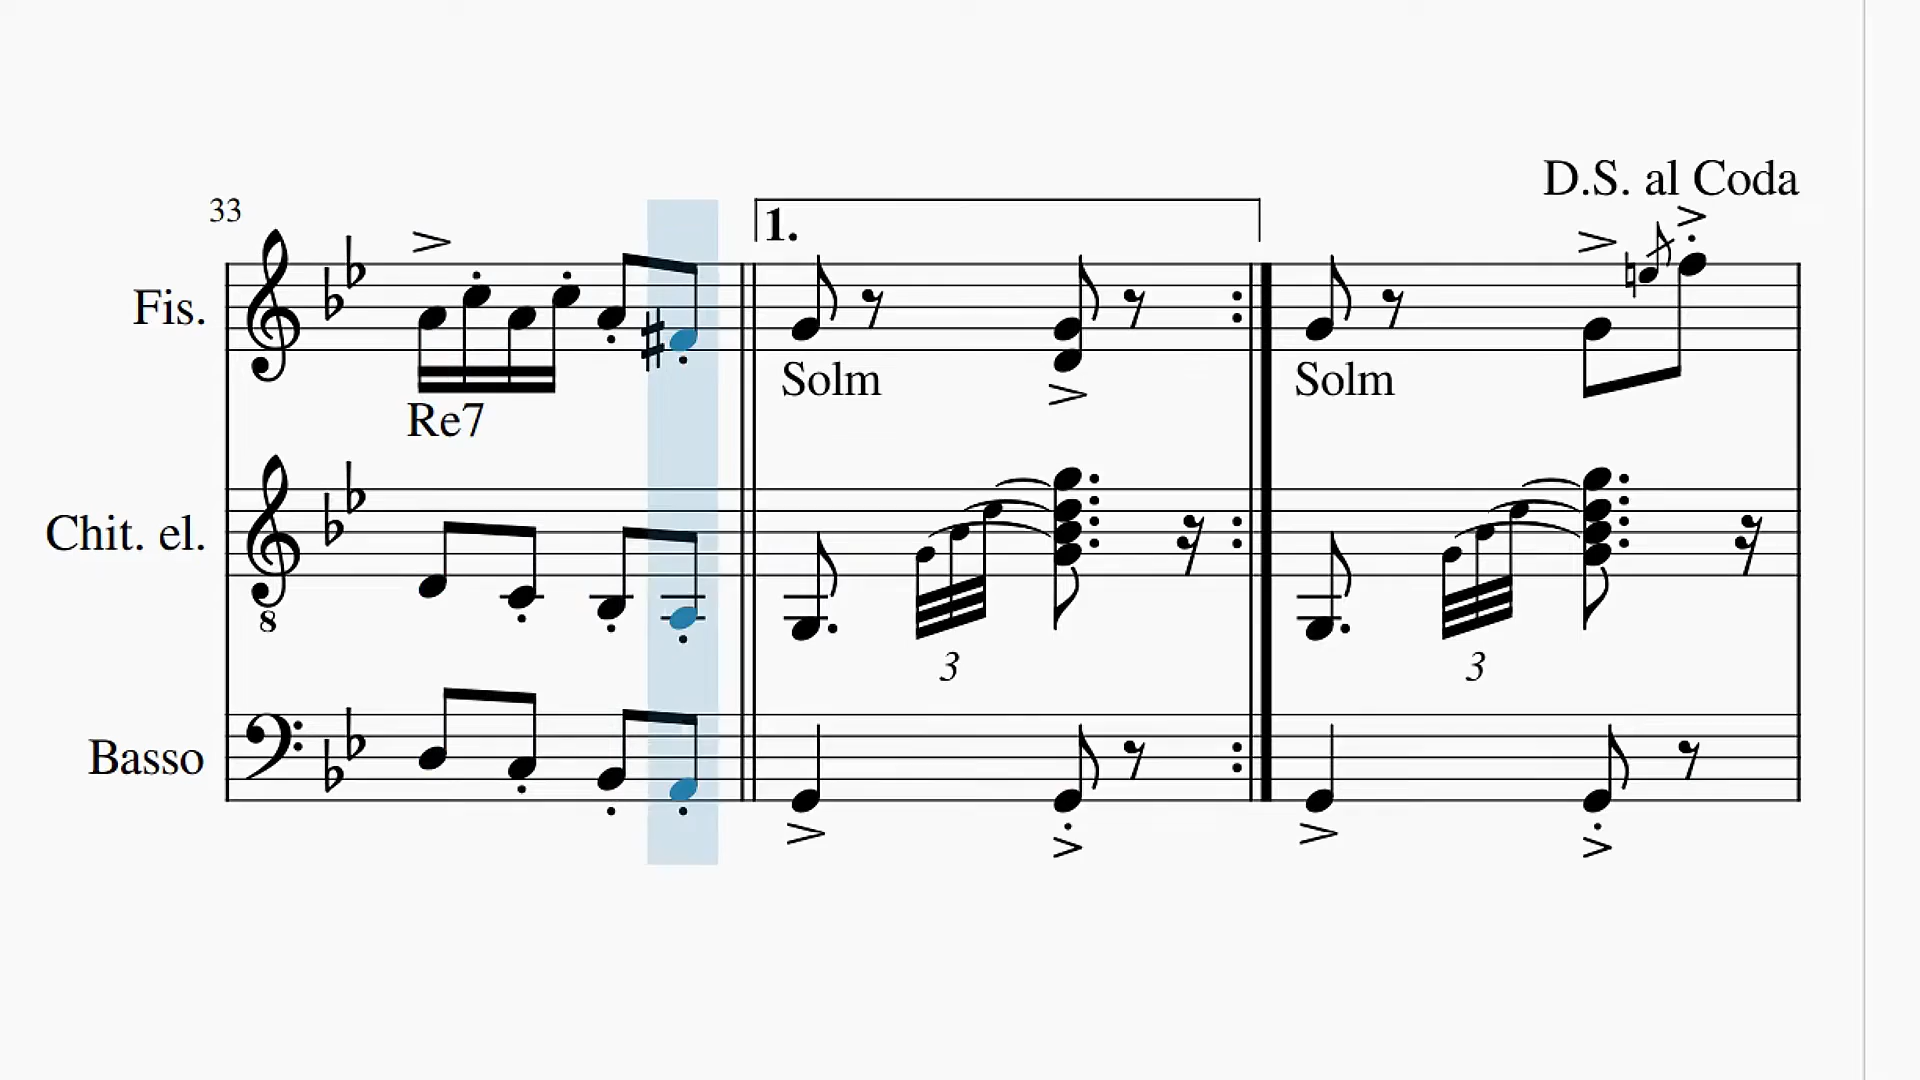 D.S. al Coda
33
1.
Fis.
Solm
Solm
Re7
Chit. el.
8
3
3
Basso